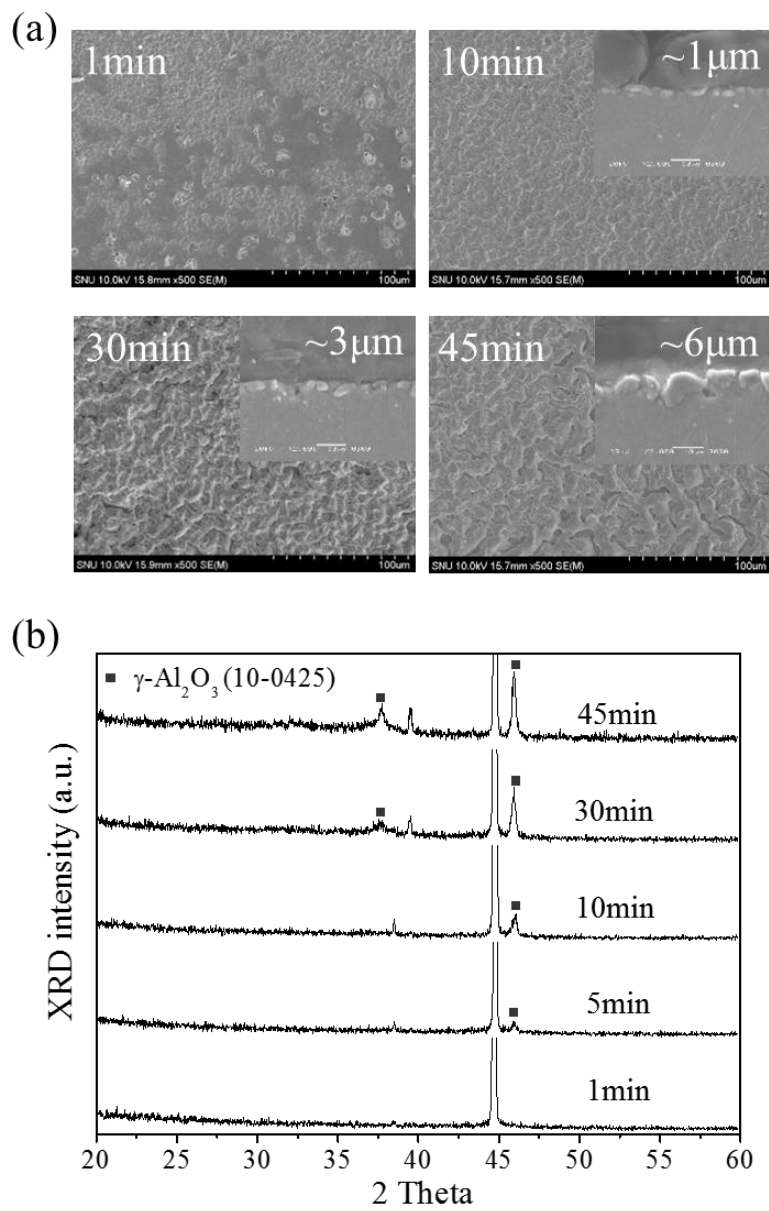 (a)
1min
10min
~1μm
SNU 10.0kV 15.8mm x500 SE(M)
100um
SNU 10.0kV 15.7mm x500 SE(M)
100um
30min
~3μm
45min
~6μm
SNU 10.0kV 15.9mm x500 SE(M)
100um
SNU 10.0kV 15.7mm x500 SE(M)
100um
(b)
γ-Al₂O₃ (10-0425)
45min
30min
10min
5min
1min
XRD intensity (a.u.)
20 25 30 35 40 45 50 55 60
2 Theta